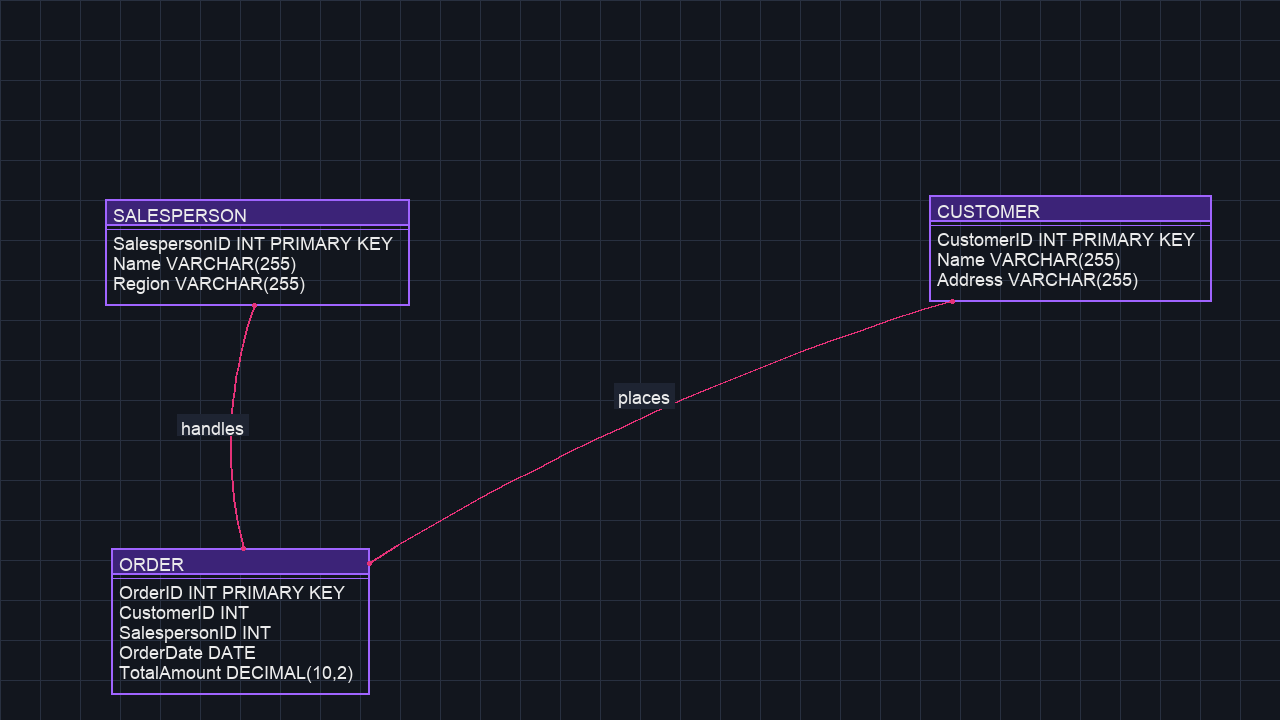 SALESPERSON
SalespersonID INT PRIMARY KEY
Name VARCHAR(255)
Region VARCHAR(255)
CUSTOMER
CustomerID INT PRIMARY KEY
Name VARCHAR(255)
Address VARCHAR(255)
handles
places
ORDER
OrderID INT PRIMARY KEY
CustomerID INT
SalespersonID INT
OrderDate DATE
TotalAmount DECIMAL(10,2)